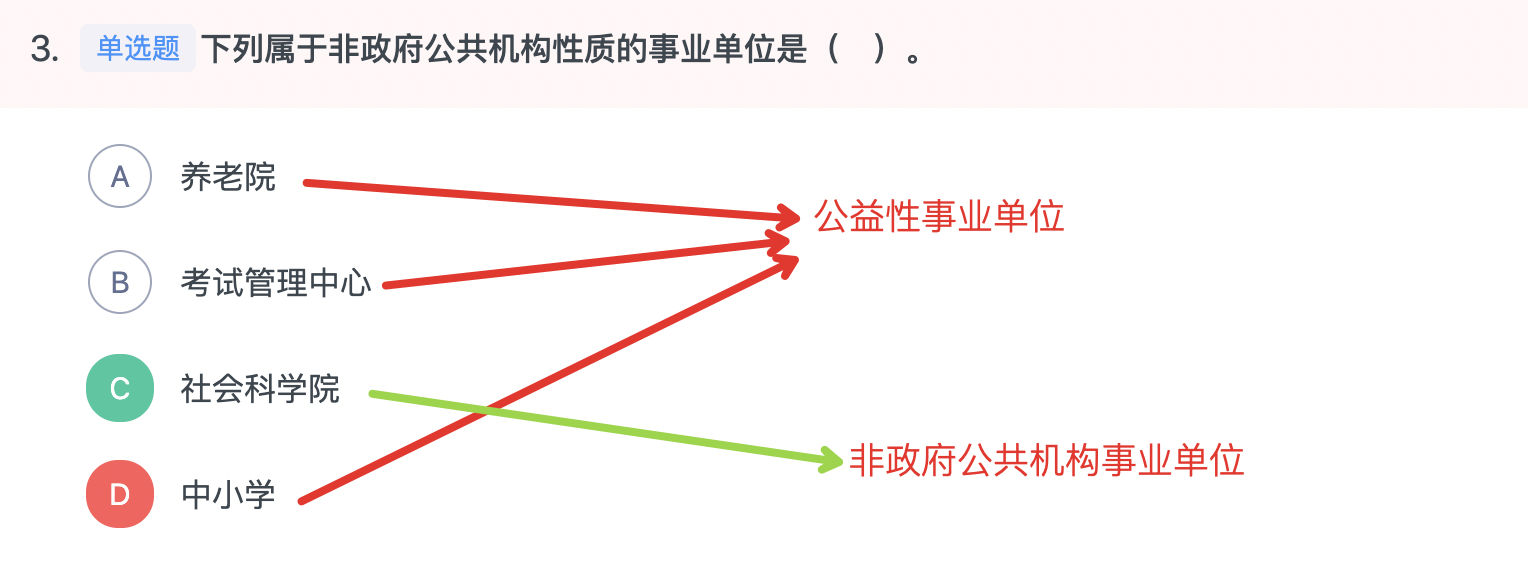 3. 单选题 下列属于非政府公共机构性质的事业单位是（ ）。
A 养老院
公益性事业单位
B 考试管理中心
C 社会科学院
非政府公共机构事业单位
D 中小学